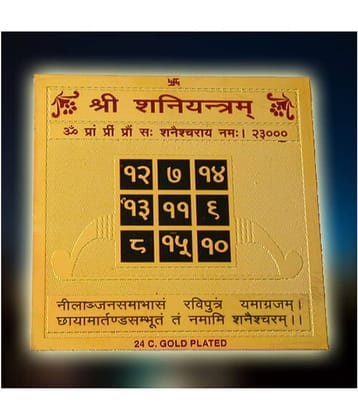 श्री शनियन्त्रम्
ॐ प्रां प्रीं प्रौं सः शनैश्चराय नमः। २३०००
१२ ७ १४
१३ ११ ९
८ १५ १०
नीलाञ्जनसमाभासं रविपुत्रं यमाग्रजम्।
छायामार्तण्डसम्भूतं तं नमामि शनैश्चरम्।।
24 C. GOLD PLATED